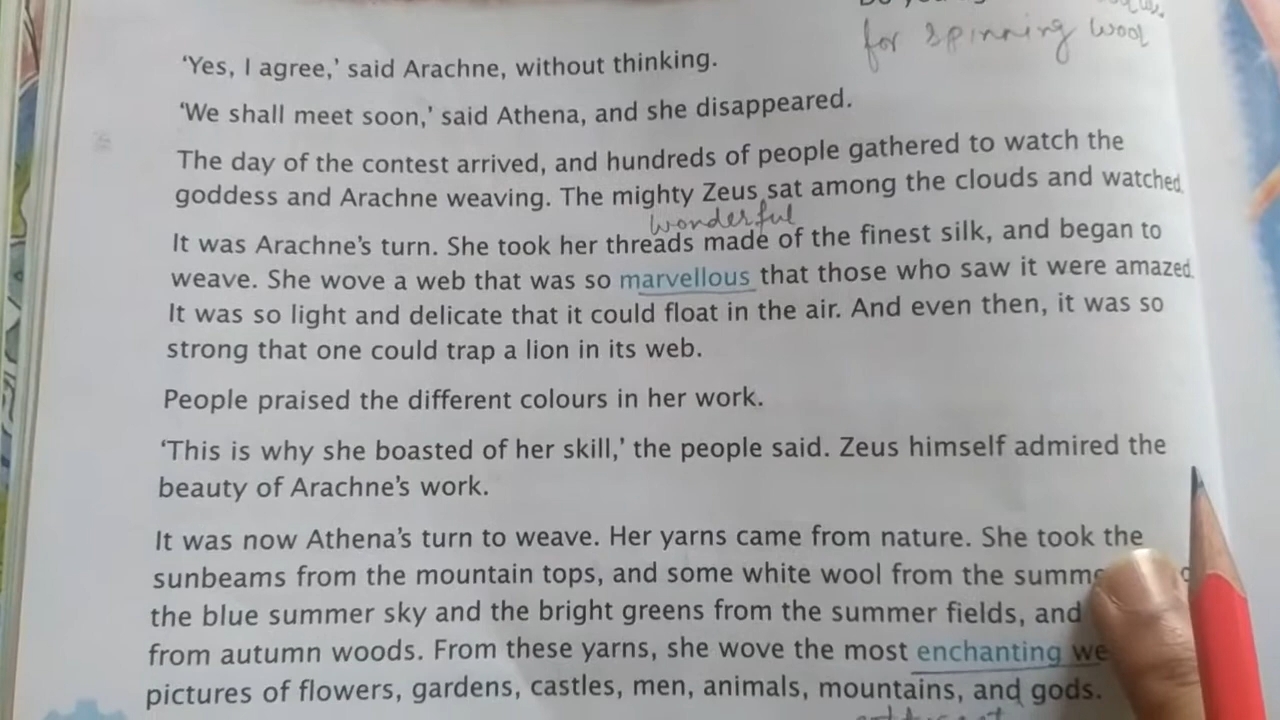 for spinning wool
'Yes, I agree,' said Arachne, without thinking.
'We shall meet soon,' said Athena, and she disappeared.
The day of the contest arrived, and hundreds of people gathered to watch the
goddess and Arachne weaving. The mighty Zeus sat among the clouds and watched.
wonderful
It was Arachne's turn. She took her threads made of the finest silk, and began to
weave. She wove a web that was so marvellous that those who saw it were amazed.
It was so light and delicate that it could float in the air. And even then, it was so
strong that one could trap a lion in its web.
People praised the different colours in her work.
'This is why she boasted of her skill,' the people said. Zeus himself admired the
beauty of Arachne's work.
It was now Athena's turn to weave. Her yarns came from nature. She took the
sunbeams from the mountain tops, and some white wool from the
the blue summer sky and the bright greens from the summer fields, and
from autumn woods. From these yarns, she wove the most enchanting
pictures of flowers, gardens, castles, men, animals, mountains, and gods.